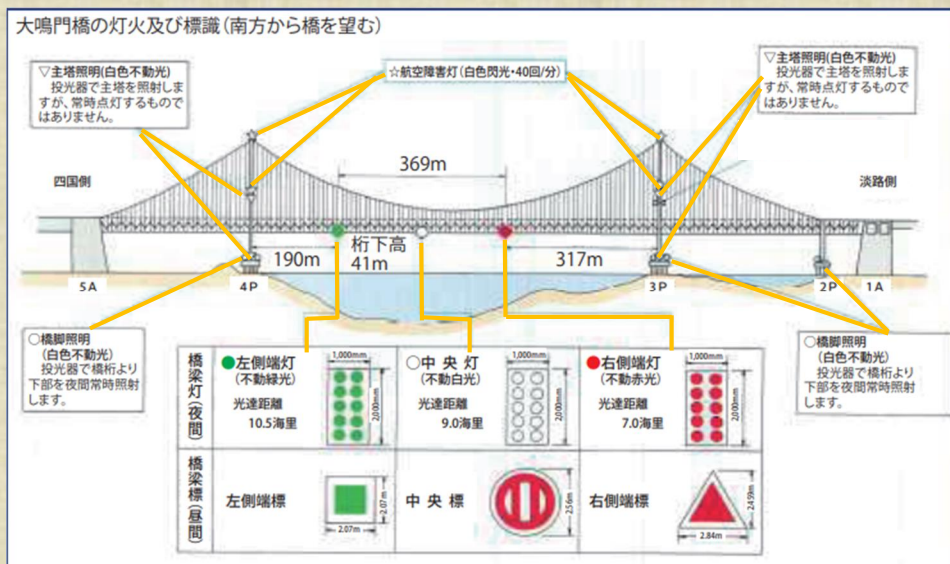 大鳴門橋の灯火及び標識(南方から橋を望む)
▽主塔照明(白色不動光)
投光器で主塔を照射しま
すが、常時点灯するもので
はありません。
☆航空障害灯(白色閃光・40回/分)
▽主塔照明(白色不動光)
投光器で主塔を照射しま
すが、常時点灯するもので
はありません。
369m
四国側
淡路側
190m
桁下高
41m
317m
5A
4P
3P
2P
1A
○橋脚照明
(白色不動光)
投光器で橋桁より
下部を夜間常時照射
します。
○橋脚照明
(白色不動光)
投光器で橋桁より
下部を夜間常時照射
します。
橋梁灯(夜間)
●左側端灯
(不動緑光)
光達距離
10.5海里
1,000mm
2,000mm
○中央灯
(不動白光)
光達距離
9.0海里
1,000mm
2,000mm
●右側端灯
(不動赤光)
光達距離
7.0海里
1,000mm
2,000mm
橋梁標(昼間)
左側端標
2.07m
2.07m
中央標
2.56m
右側端標
2.459m
2.84m